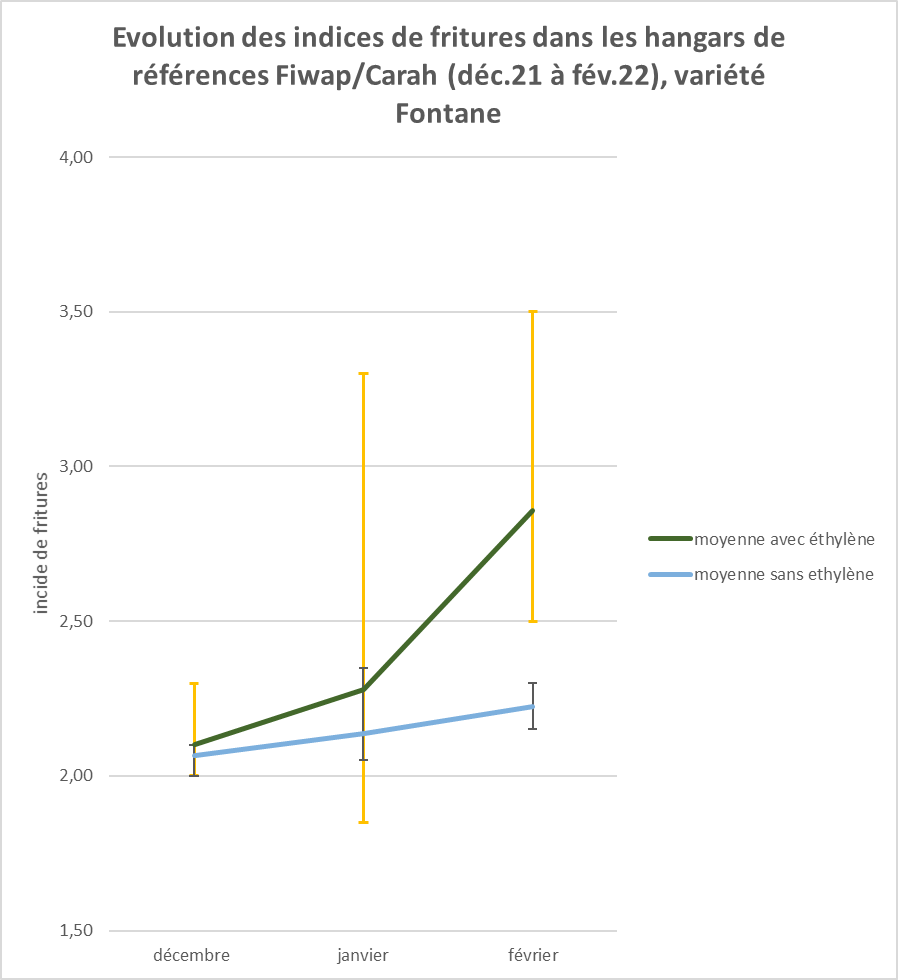 Evolution des indices de fritures dans les hangars de
références Fiwap/Carah (déc.21 à fév.22), variété
Fontane
4,00
3,50
3,00
2,50
2,00
1,50
incide de fritures
décembre
janvier
février
moyenne avec éthylène
moyenne sans ethylène